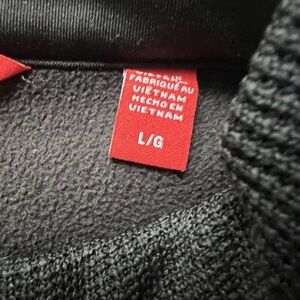 FABRIQUÉ AU
VIETNAM
HECHO EN
VIETNAM
L/G